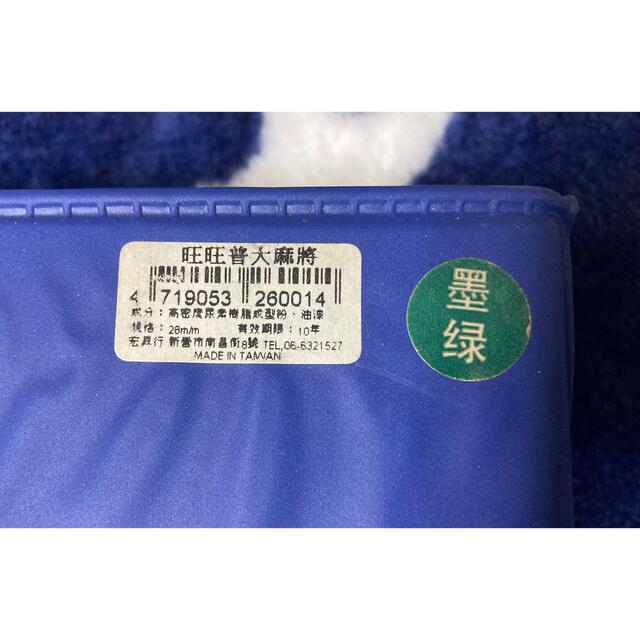 旺旺普大麻將
4 719053 260014
成分：高密度尿素樹脂成型粉、油漆
規格：28m/m 有效期限：10年
宏具行 新營市南昌街8號 TEL,06-6321527
MADE IN TAIWAN
墨
绿